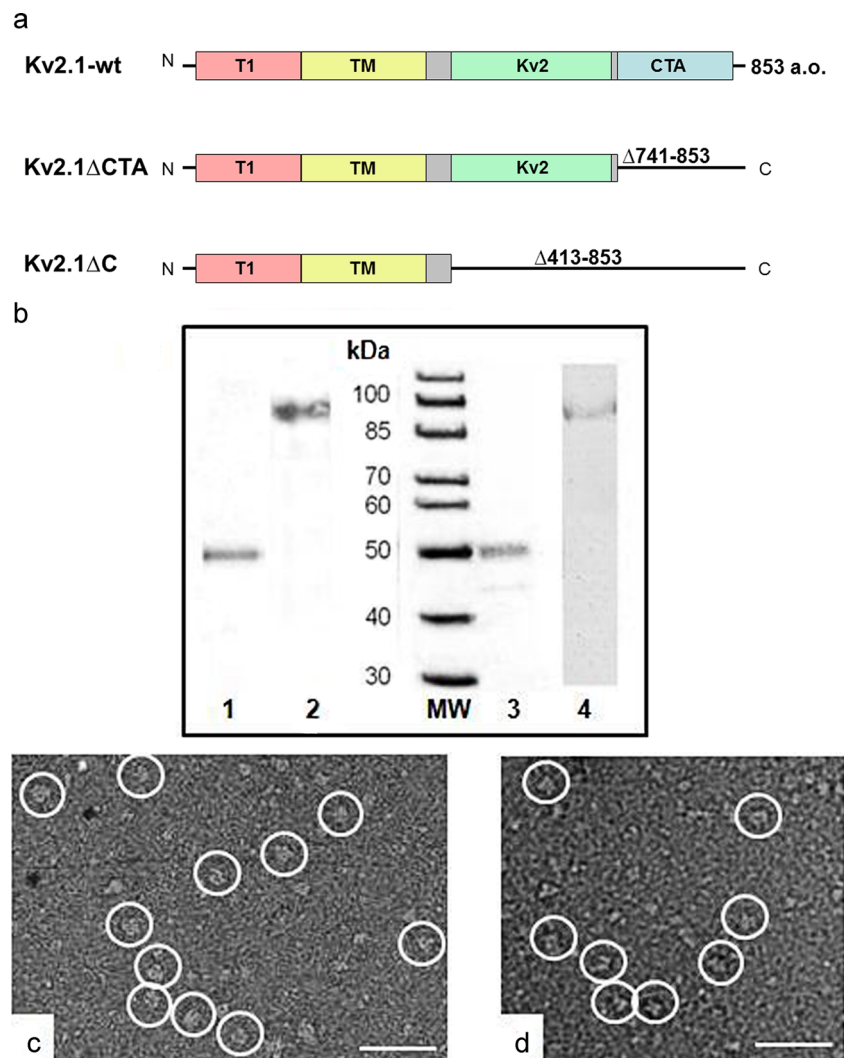 a
Kv2.1-wt N T1 TM Kv2 CTA 853 a.o.
Kv2.1ΔCTA N T1 TM Kv2 Δ741-853 C
Kv2.1ΔC N T1 TM Δ413-853 C
b
kDa
100
85
70
60
50
40
30
1 2 MW 3 4
c d